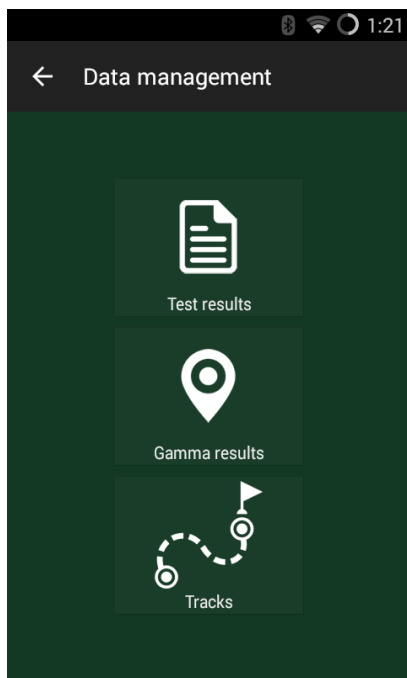 1:21
Data management
Test results
Gamma results
Tracks